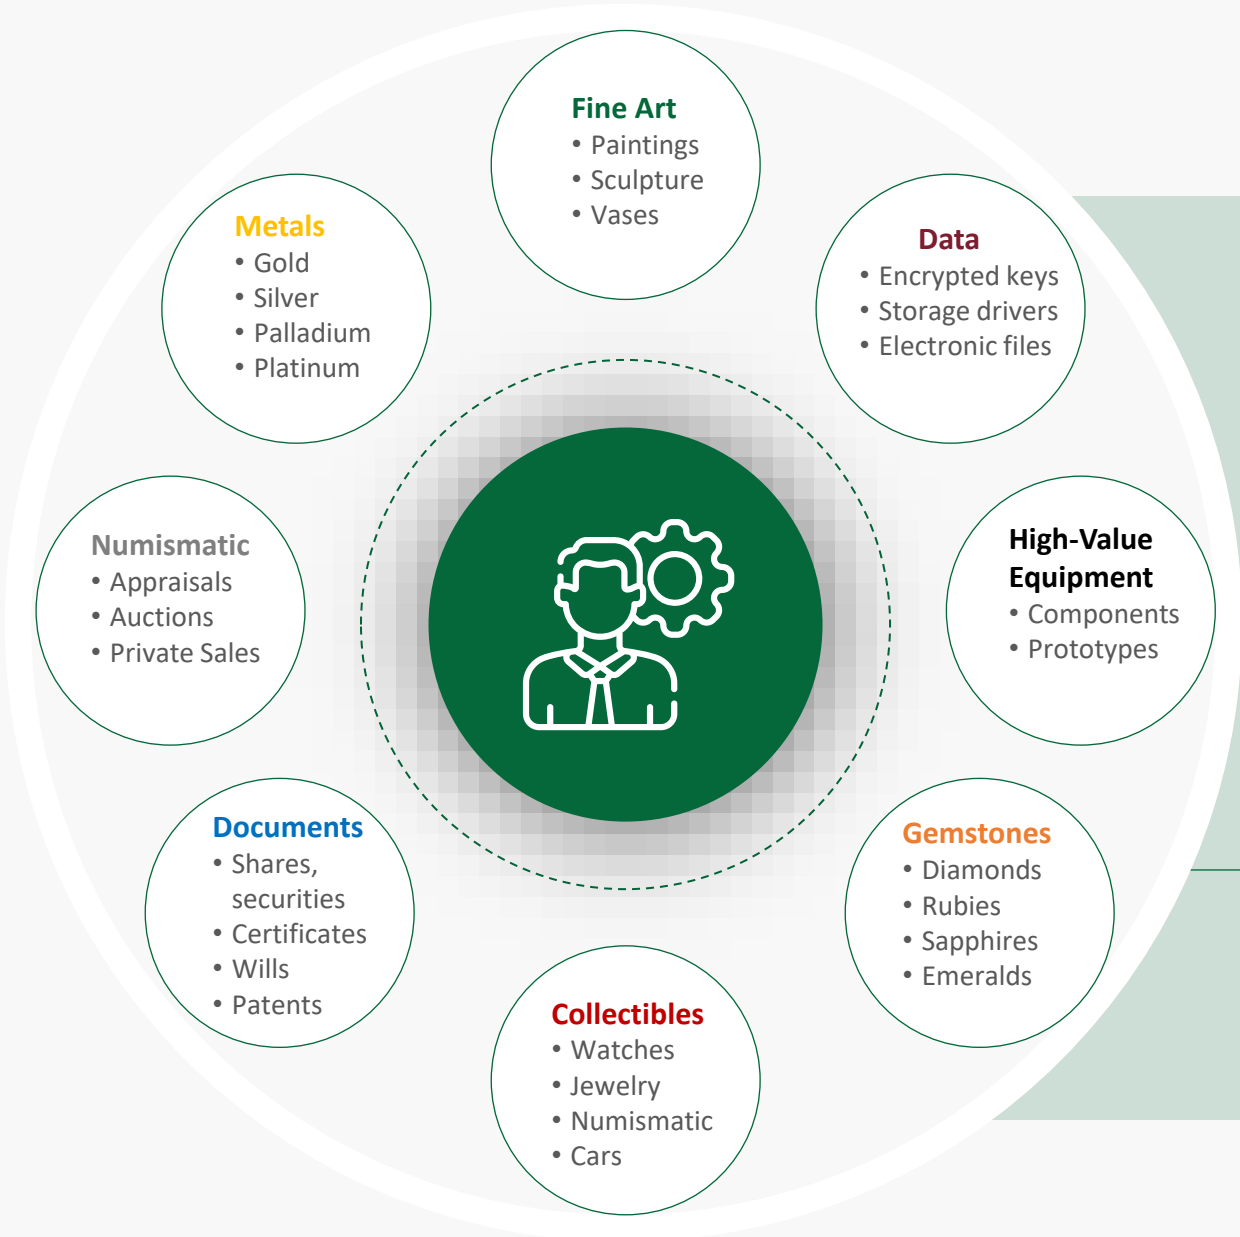 Fine Art
• Paintings
• Sculpture
• Vases
Data
• Encrypted keys
• Storage drivers
• Electronic files
High-Value
Equipment
• Components
• Prototypes
Gemstones
• Diamonds
• Rubies
• Sapphires
• Emeralds
Collectibles
• Watches
• Jewelry
• Numismatic
• Cars
Documents
• Shares,
securities
• Certificates
• Wills
• Patents
Numismatic
• Appraisals
• Auctions
• Private Sales
Metals
• Gold
• Silver
• Palladium
• Platinum